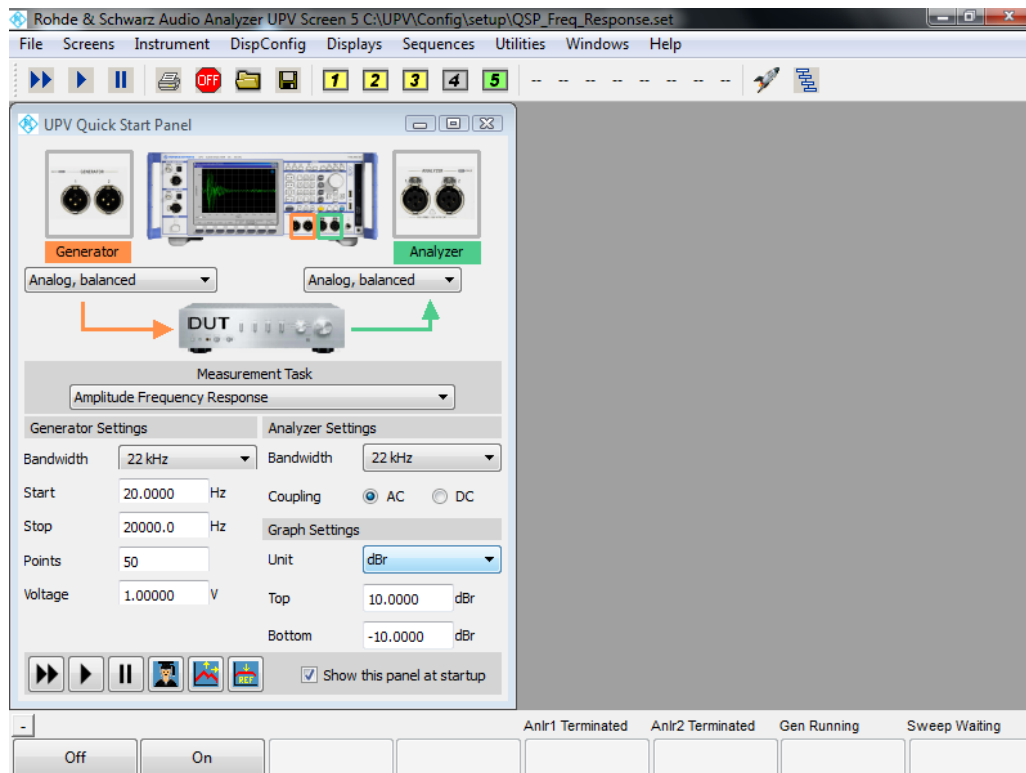 Rohde & Schwarz Audio Analyzer UPV Screen 5 C:\UPV\Config\setup\QSP_Freq_Response.set
File Screens Instrument DispConfig Displays Sequences Utilities Windows Help
OFF 1 2 3 4 5 -- -- -- -- -- -- -- --
UPV Quick Start Panel
GENERATOR
Generator Analyzer
Analog, balanced Analog, balanced
DUT
Measurement Task
Amplitude Frequency Response
Generator Settings Analyzer Settings
Bandwidth 22 kHz Bandwidth 22 kHz
Start 20.0000 Hz Coupling AC DC
Stop 20000.0 Hz Graph Settings
Points 50 Unit dBr
Voltage 1.00000 V Top 10.0000 dBr
Bottom -10.0000 dBr
REF Show this panel at startup
- Anlr1 Terminated Anlr2 Terminated Gen Running Sweep Waiting
Off On